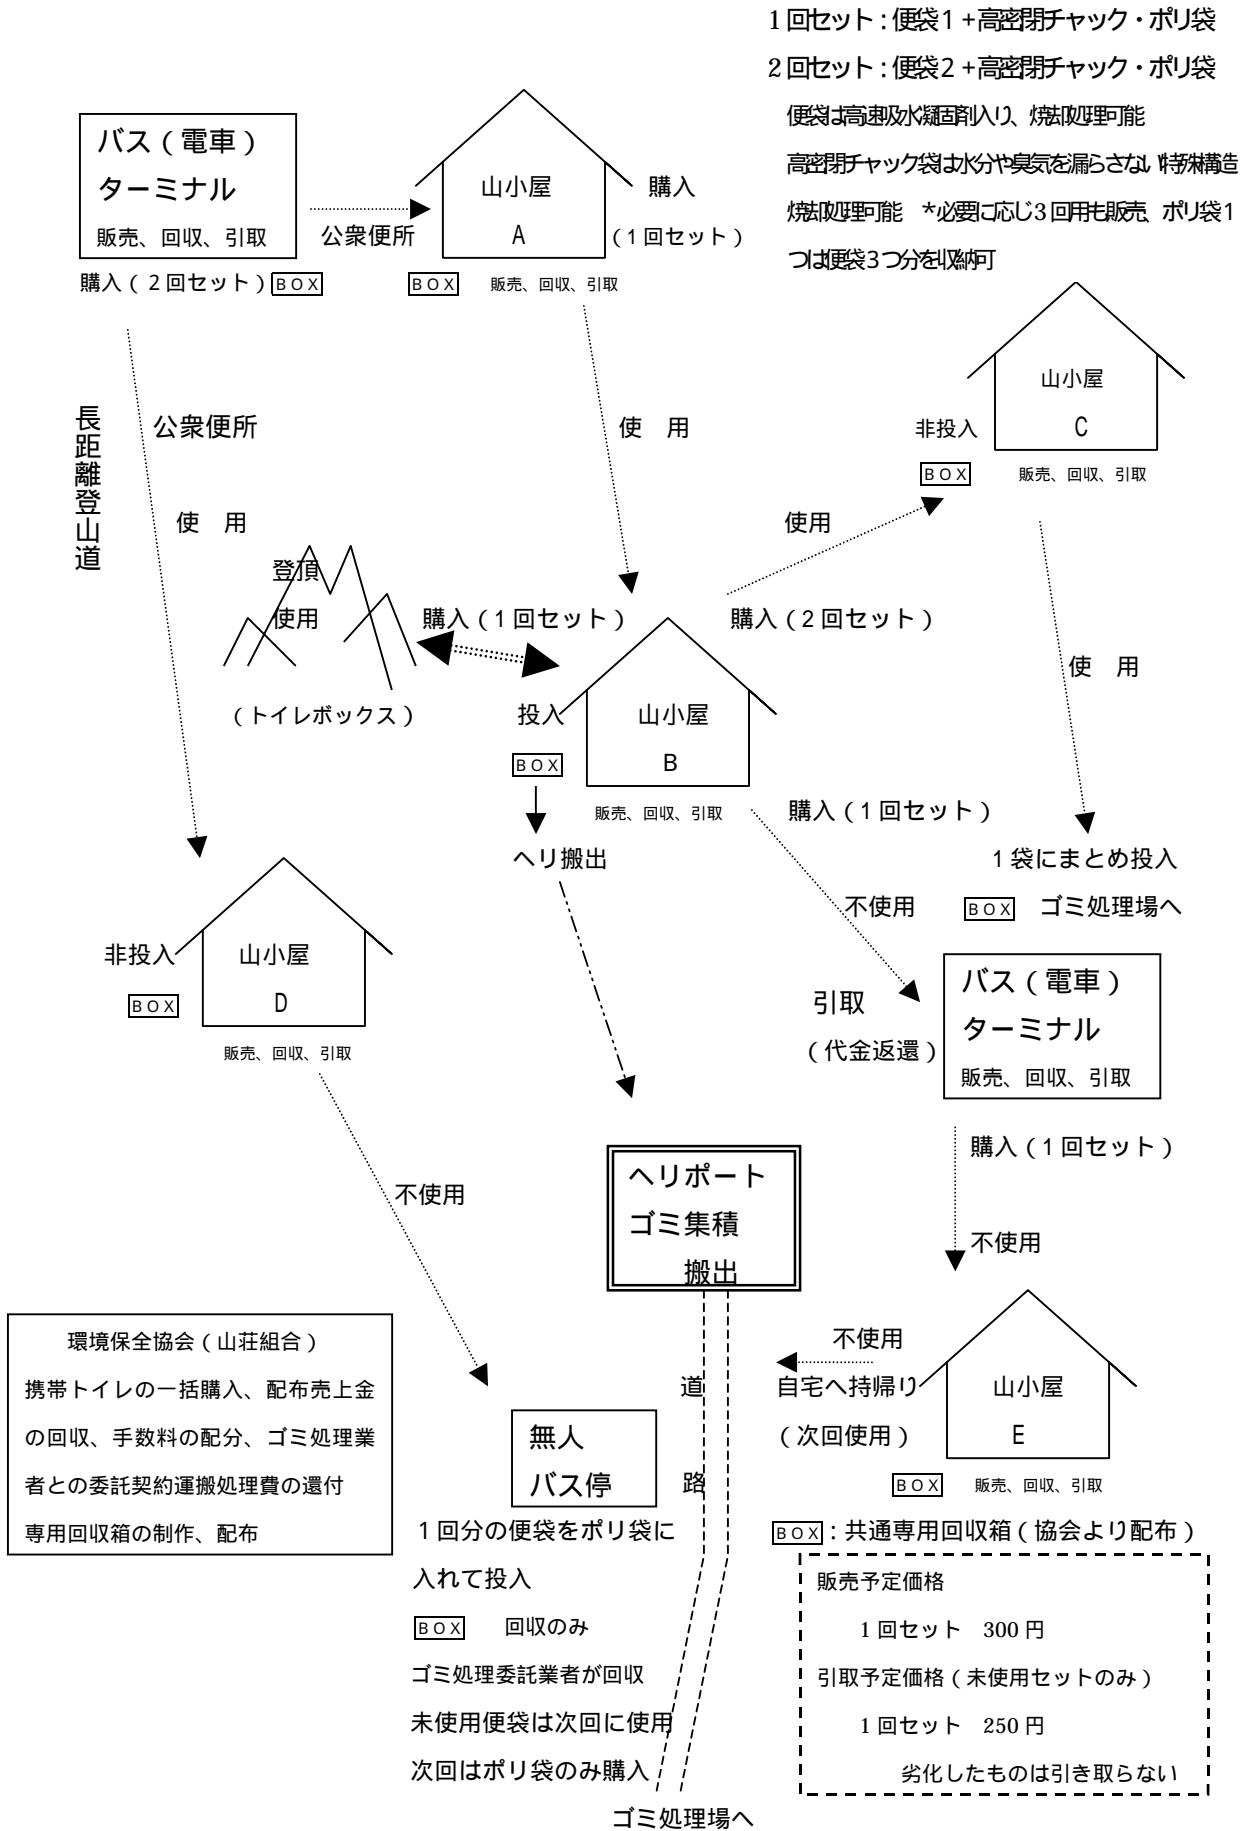 1回セット：便袋1+高密閉チャック・ポリ袋
2回セット：便袋2+高密閉チャック・ポリ袋
便袋は高速吸水凝固剤入り、焼却処理可能
高密閉チャック袋は水分や臭気を漏らさない特殊構造
焼却処理可能　*必要に応じ3回用も販売、ポリ袋1
つは便袋3つ分を収納可
バス（電車）
ターミナル
販売、回収、引取
購入（2回セット）BOX
公衆便所
山小屋
A
購入
（1回セット）
BOX　販売、回収、引取
長距離登山道
公衆便所
使　用
使　用
山小屋
C
非投入
BOX　販売、回収、引取
使用
登頂
使用
（トイレボックス）
購入（1回セット）
購入（2回セット）
使　用
投入
山小屋
B
BOX
販売、回収、引取
ヘリ搬出
購入（1回セット）
不使用
1袋にまとめ投入
BOX　ゴミ処理場へ
非投入
山小屋
D
BOX
販売、回収、引取
引取
（代金返還）
バス（電車）
ターミナル
販売、回収、引取
購入（1回セット）
不使用
不使用
ヘリポート
ゴミ集積
搬出
環境保全協会（山荘組合）
携帯トイレの一括購入、配布売上金
の回収、手数料の配分、ゴミ処理業
者との委託契約運搬処理費の還付
専用回収箱の制作、配布
無人
バス停
道
路
不使用
自宅へ持帰り
（次回使用）
山小屋
E
BOX　販売、回収、引取
1回分の便袋をポリ袋に
入れて投入
BOX　回収のみ
ゴミ処理委託業者が回収
未使用便袋は次回に使用
次回はポリ袋のみ購入
ゴミ処理場へ
BOX：共通専用回収箱（協会より配布）
販売予定価格
1回セット　300円
引取予定価格（未使用セットのみ）
1回セット　250円
劣化したものは引き取らない